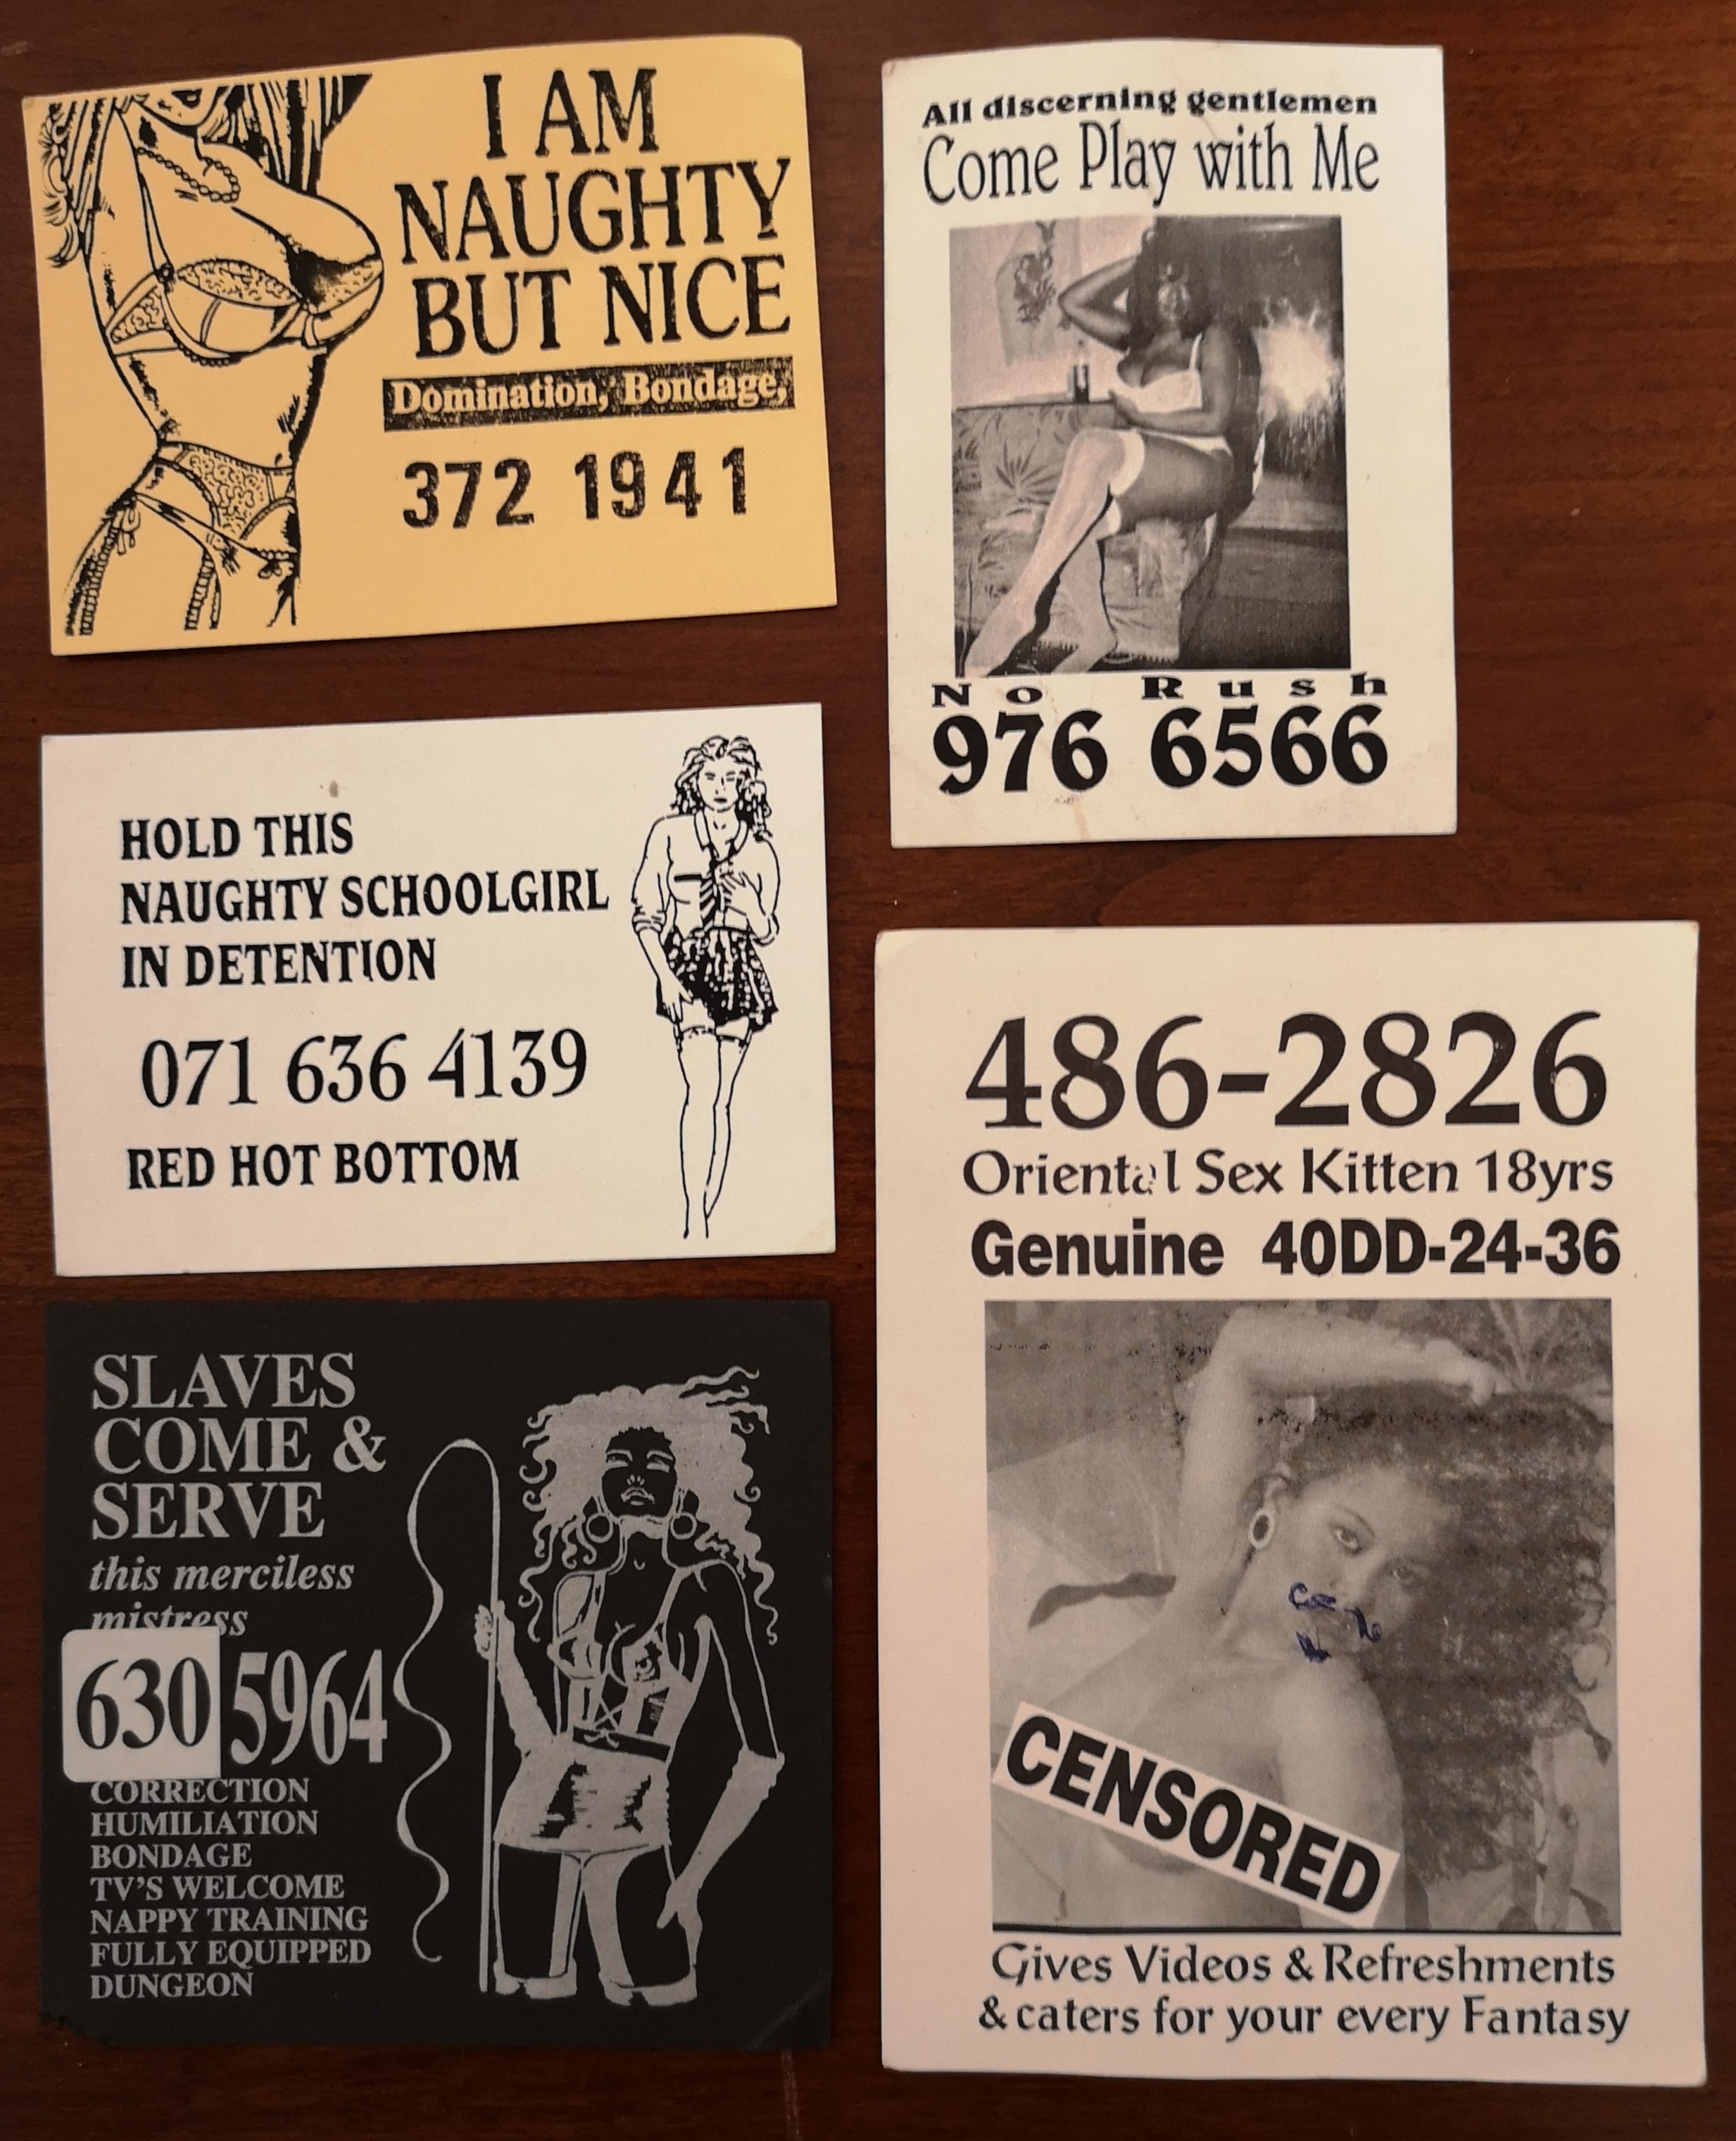 I AM
NAUGHTY
BUT NICE
Domination, Bondage,
372 1941
All discerning gentlemen
Come Play with Me
No Rush
976 6566
HOLD THIS
NAUGHTY SCHOOLGIRL
IN DETENTION
071 636 4139
RED HOT BOTTOM
SLAVES
COME &
SERVE
this merciless
mistress
630 5964
CORRECTION
HUMILIATION
BONDAGE
TV'S WELCOME
NAPPY TRAINING
FULLY EQUIPPED
DUNGEON
486-2826
Oriental Sex Kitten 18yrs
Genuine 40DD-24-36
CENSORED
Gives Videos & Refreshments
& caters for your every Fantasy